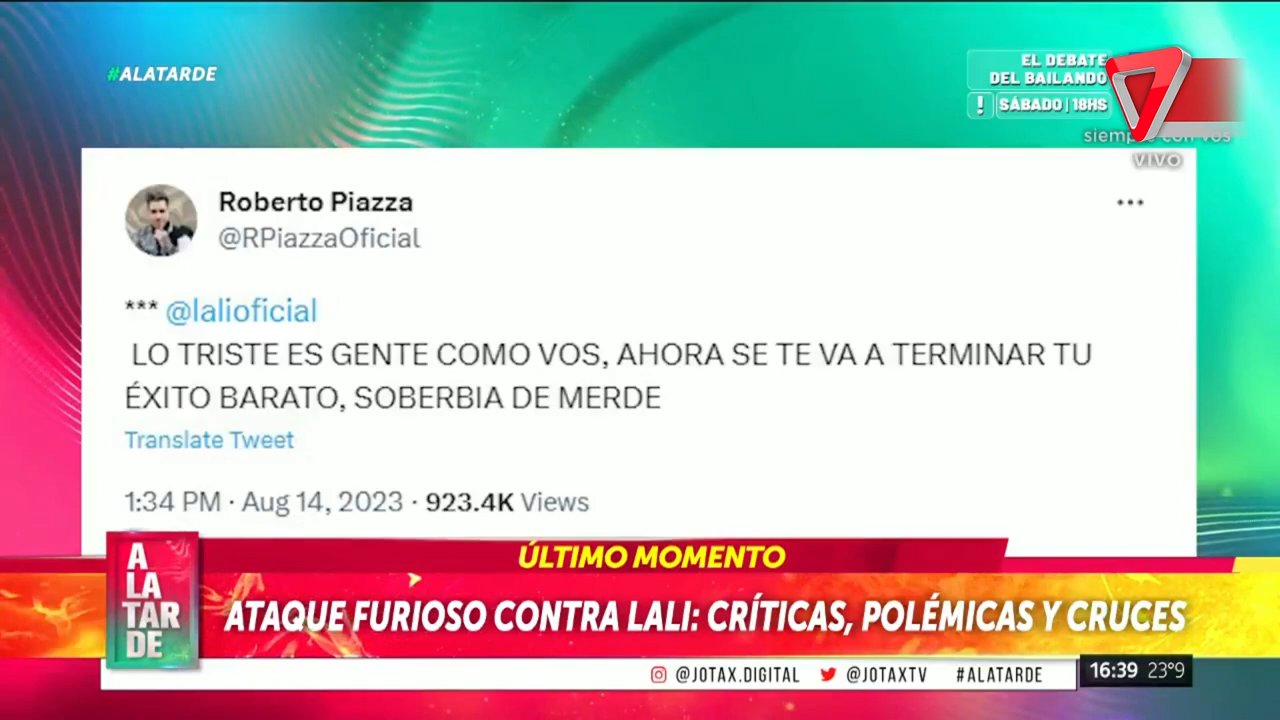 #ALATARDE
EL DEBATE
DEL BAILANDO
! SÁBADO | 18HS
siempre con vos
VIVO
Roberto Piazza
@RPiazzaOficial
*** @lalioficial
LO TRISTE ES GENTE COMO VOS, AHORA SE TE VA A TERMINAR TU
ÉXITO BARATO, SOBERBIA DE MERDE
Translate Tweet
1:34 PM · Aug 14, 2023 · 923.4K Views
ÚLTIMO MOMENTO
A
LA
TAR
DE
ATAQUE FURIOSO CONTRA LALI: CRÍTICAS, POLÉMICAS Y CRUCES
@JOTAX.DIGITAL @JOTAXTV #ALATARDE
16:39 23°9